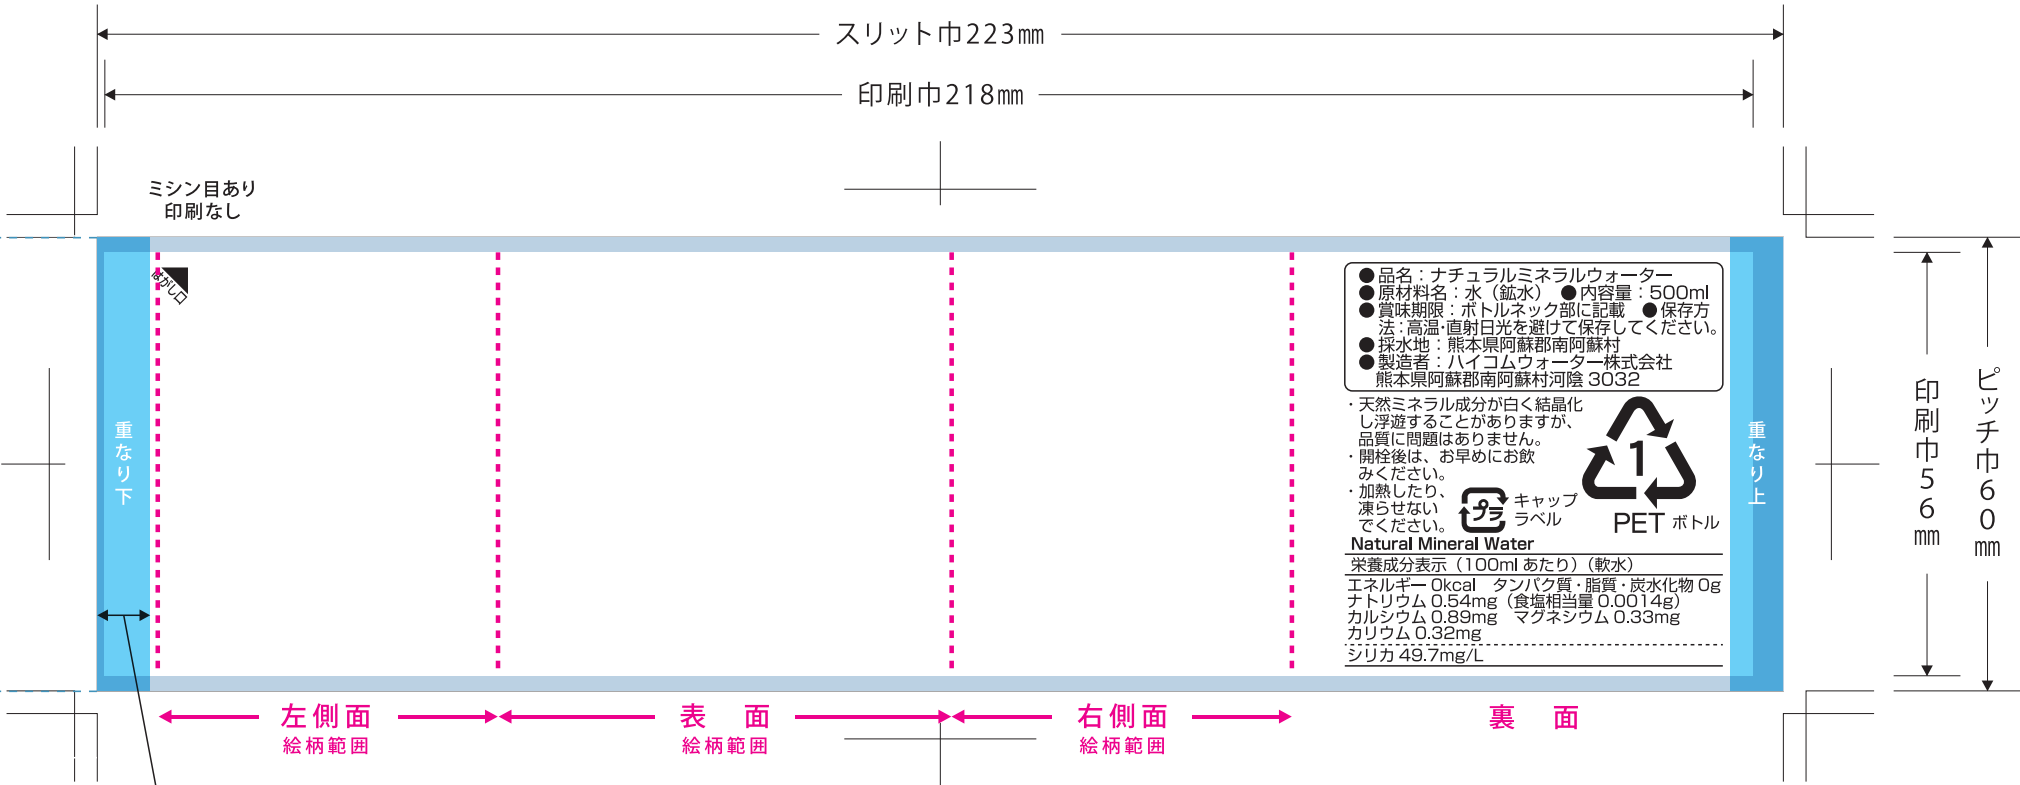 スリット巾223mm
印刷巾218mm
ミシン目あり
印刷なし
はがし口
重なり下
●品名：ナチュラルミネラルウォーター
●原材料名：水（鉱水） ●内容量：500ml
●賞味期限：ボトルネック部に記載 ●保存方
法：高温・直射日光を避けて保存してください。
●採水地：熊本県阿蘇郡南阿蘇村
●製造者：ハイコムウォーター株式会社
熊本県阿蘇郡南阿蘇村河陰 3032
・天然ミネラル成分が白く結晶化
し浮遊することがありますが、
品質に問題はありません。
・開栓後は、お早めにお飲
みください。
・加熱したり、
凍らせない
でください。
プラ
キャップ
ラベル
1
PET ボトル
Natural Mineral Water
栄養成分表示（100ml あたり）（軟水）
エネルギー 0kcal タンパク質・脂質・炭水化物 0g
ナトリウム 0.54mg（食塩相当量 0.0014g）
カルシウム 0.89mg マグネシウム 0.33mg
カリウム 0.32mg
シリカ 49.7mg/L
重なり上
印刷巾56mm
ピッチ巾60mm
左側面
絵柄範囲
表 面
絵柄範囲
右側面
絵柄範囲
裏 面